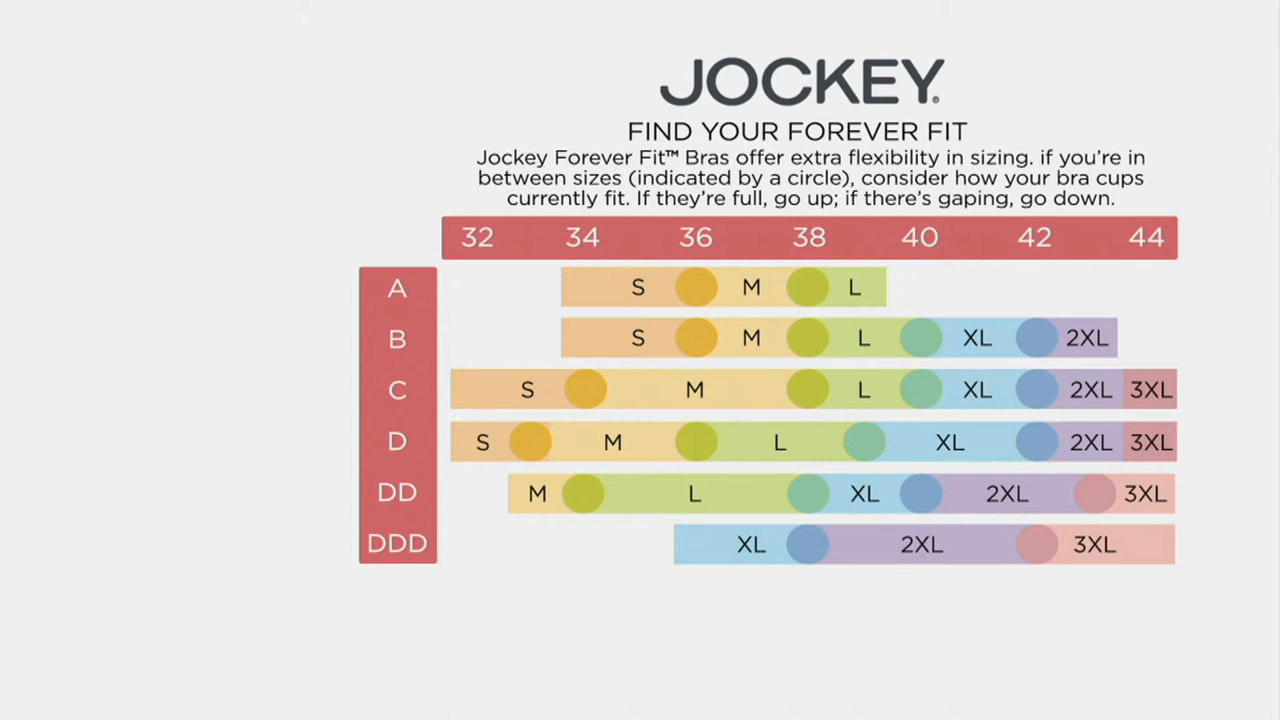 JOCKEY®
FIND YOUR FOREVER FIT
Jockey Forever Fit™ Bras offer extra flexibility in sizing. if you're in
between sizes (indicated by a circle), consider how your bra cups
currently fit. If they're full, go up; if there's gaping, go down.
32 34 36 38 40 42 44
A S M L
B S M L XL 2XL
C S M L XL 2XL 3XL
D S M L XL 2XL 3XL
DD M L XL 2XL 3XL
DDD XL 2XL 3XL